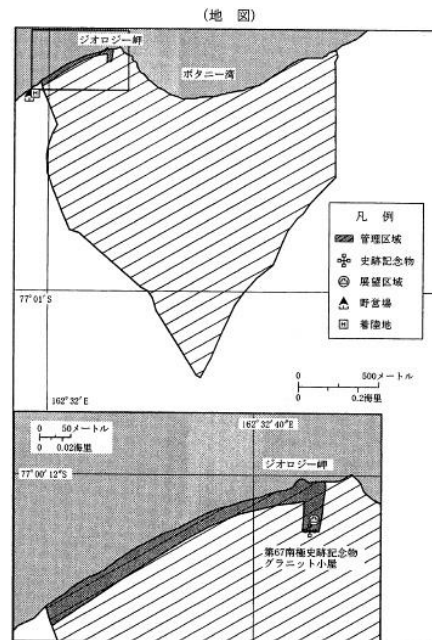 (地 図)
ジオロジー岬
ボタニー湾
H
凡 例
管理区域
史跡記念物
展望区域
野営場
H 着陸地
77°01'S
162°32'E
0 500メートル
0 0.2海里
0 50メートル
0 0.02海里
162°32'40"E
77°00'12"S
ジオロジー岬
第67南極史跡記念物
グラニット小屋